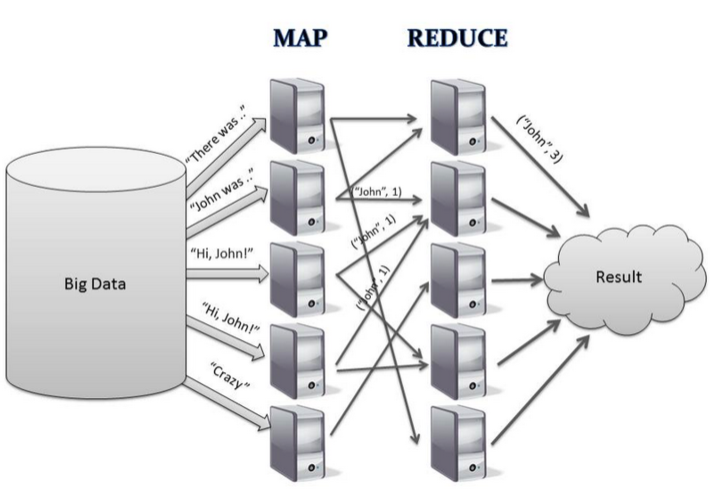 MAP REDUCE
"There was .."
"John was .."
"Hi, John!"
"Hi, John!"
"Crazy"
Big Data
("John", 1)
("John", 1)
("John", 1)
("John", 3)
Result